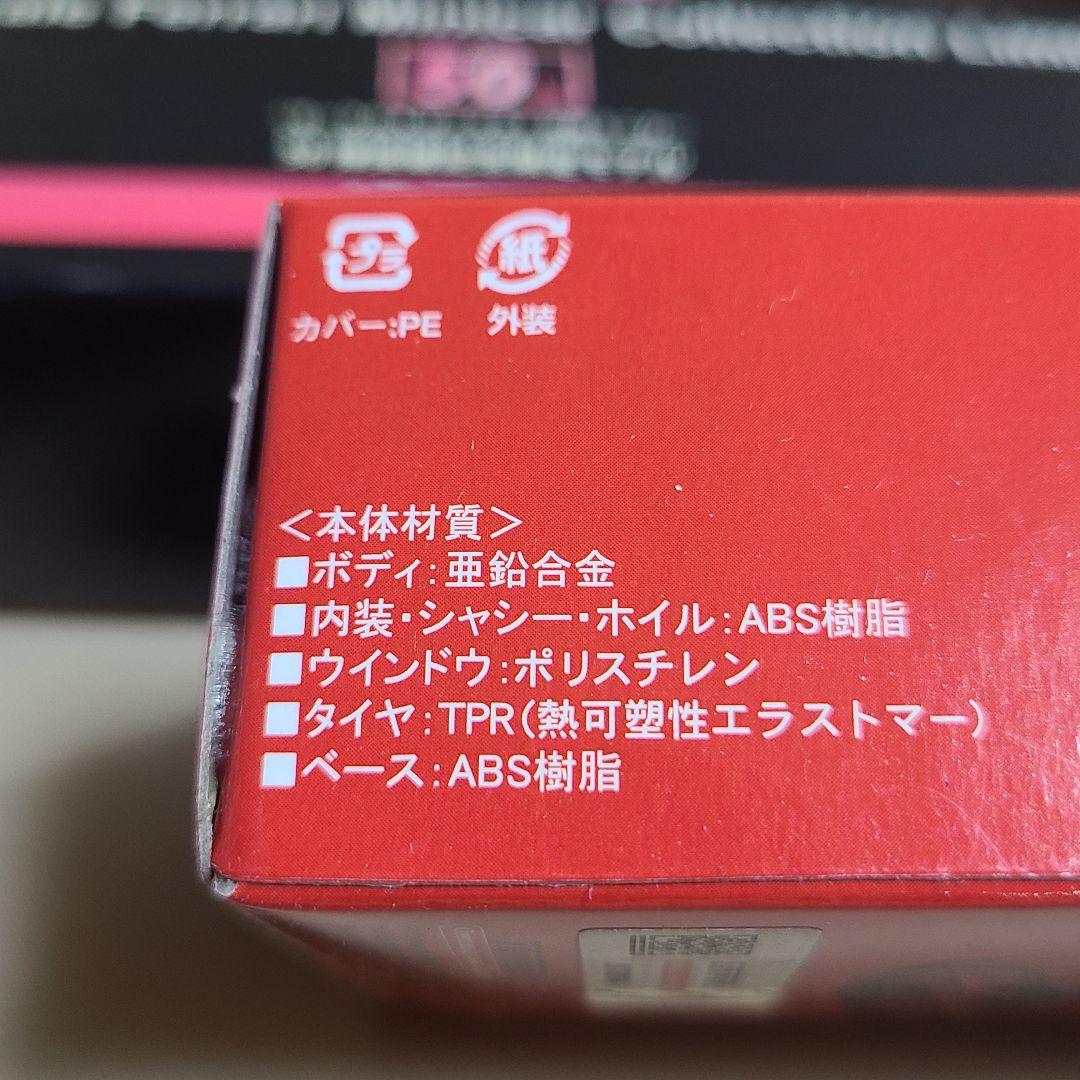 Collection
プラ 紙
カバー:PE 外装
＜本体材質＞
■ボディ:亜鉛合金
■内装・シャシー・ホイル:ABS樹脂
■ウインドウ:ポリスチレン
■タイヤ:TPR(熱可塑性エラストマー)
■ベース:ABS樹脂